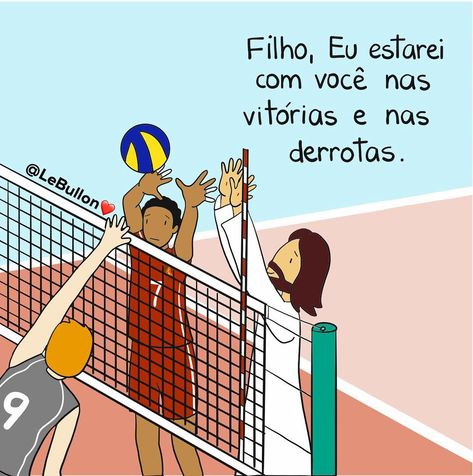 Filho, Eu estarei
com você nas
vitórias e nas
derrotas.
@LeBullon❤️
7
9